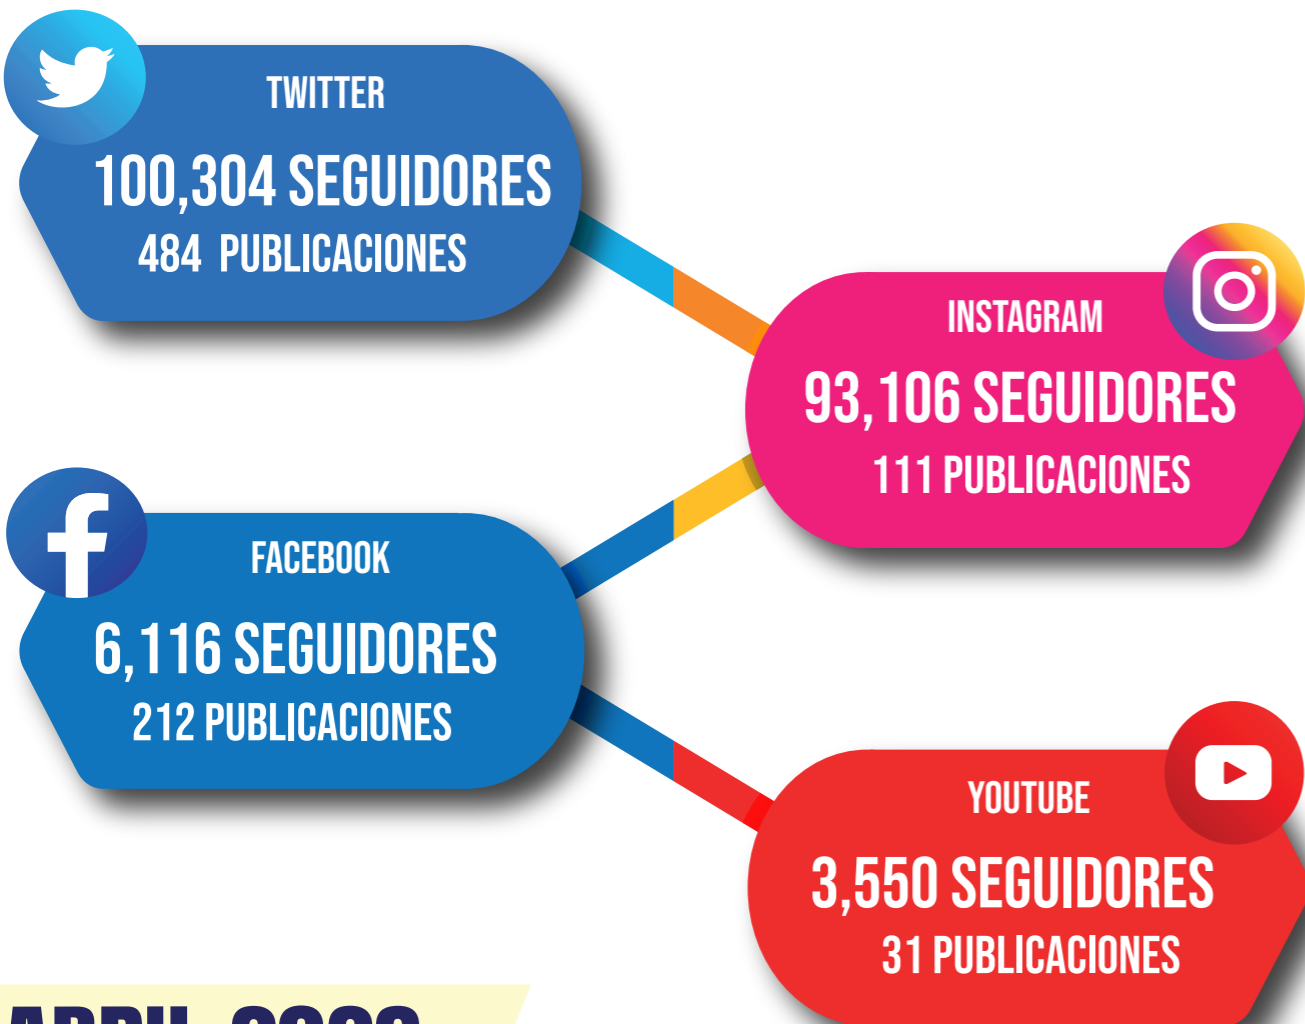 TWITTER
100,304 SEGUIDORES
484 PUBLICACIONES
INSTAGRAM
93,106 SEGUIDORES
111 PUBLICACIONES
FACEBOOK
6,116 SEGUIDORES
212 PUBLICACIONES
YOUTUBE
3,550 SEGUIDORES
31 PUBLICACIONES